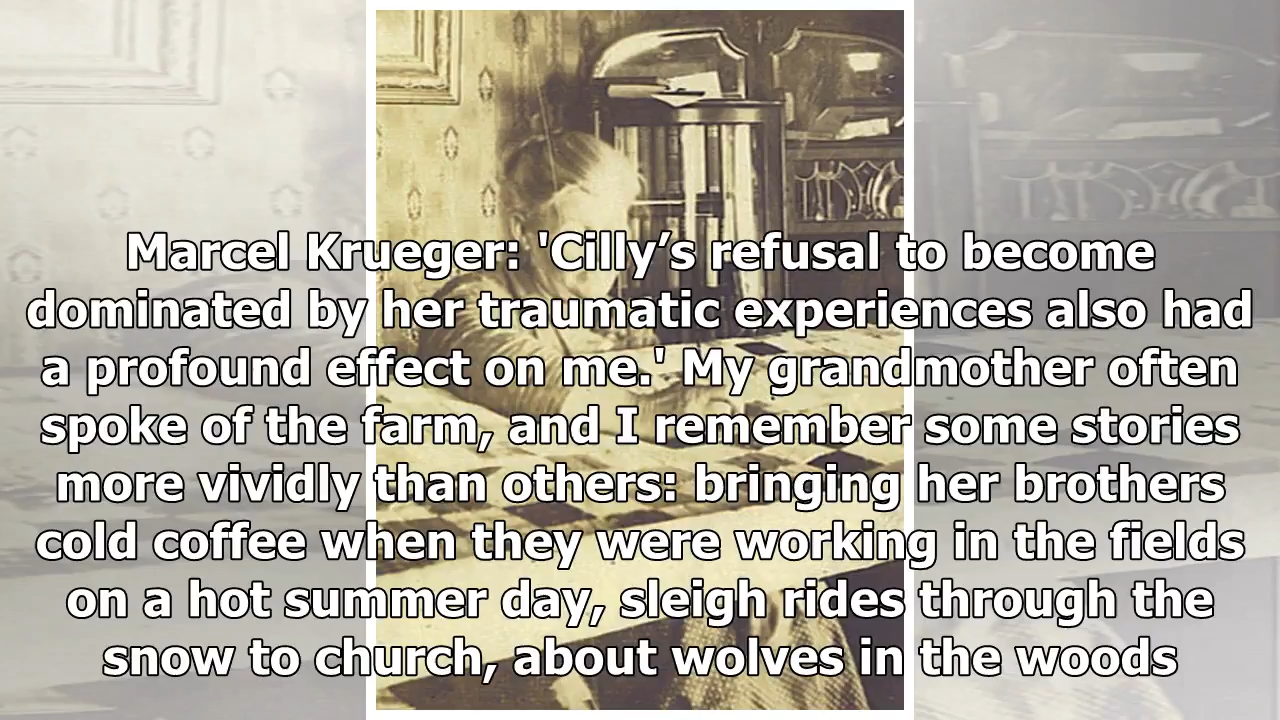 Marcel Krueger: 'Cilly’s refusal to become
dominated by her traumatic experiences also had
a profound effect on me.' My grandmother often
spoke of the farm, and I remember some stories
more vividly than others: bringing her brothers
cold coffee when they were working in the fields
on a hot summer day, sleigh rides through the
snow to church, about wolves in the woods